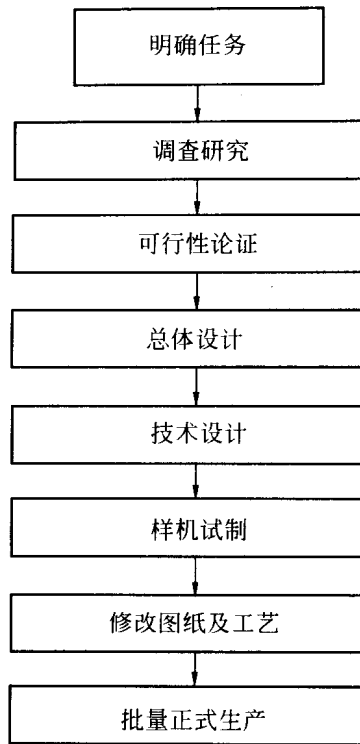 明确任务
调查研究
可行性论证
总体设计
技术设计
样机试制
修改图纸及工艺
批量正式生产